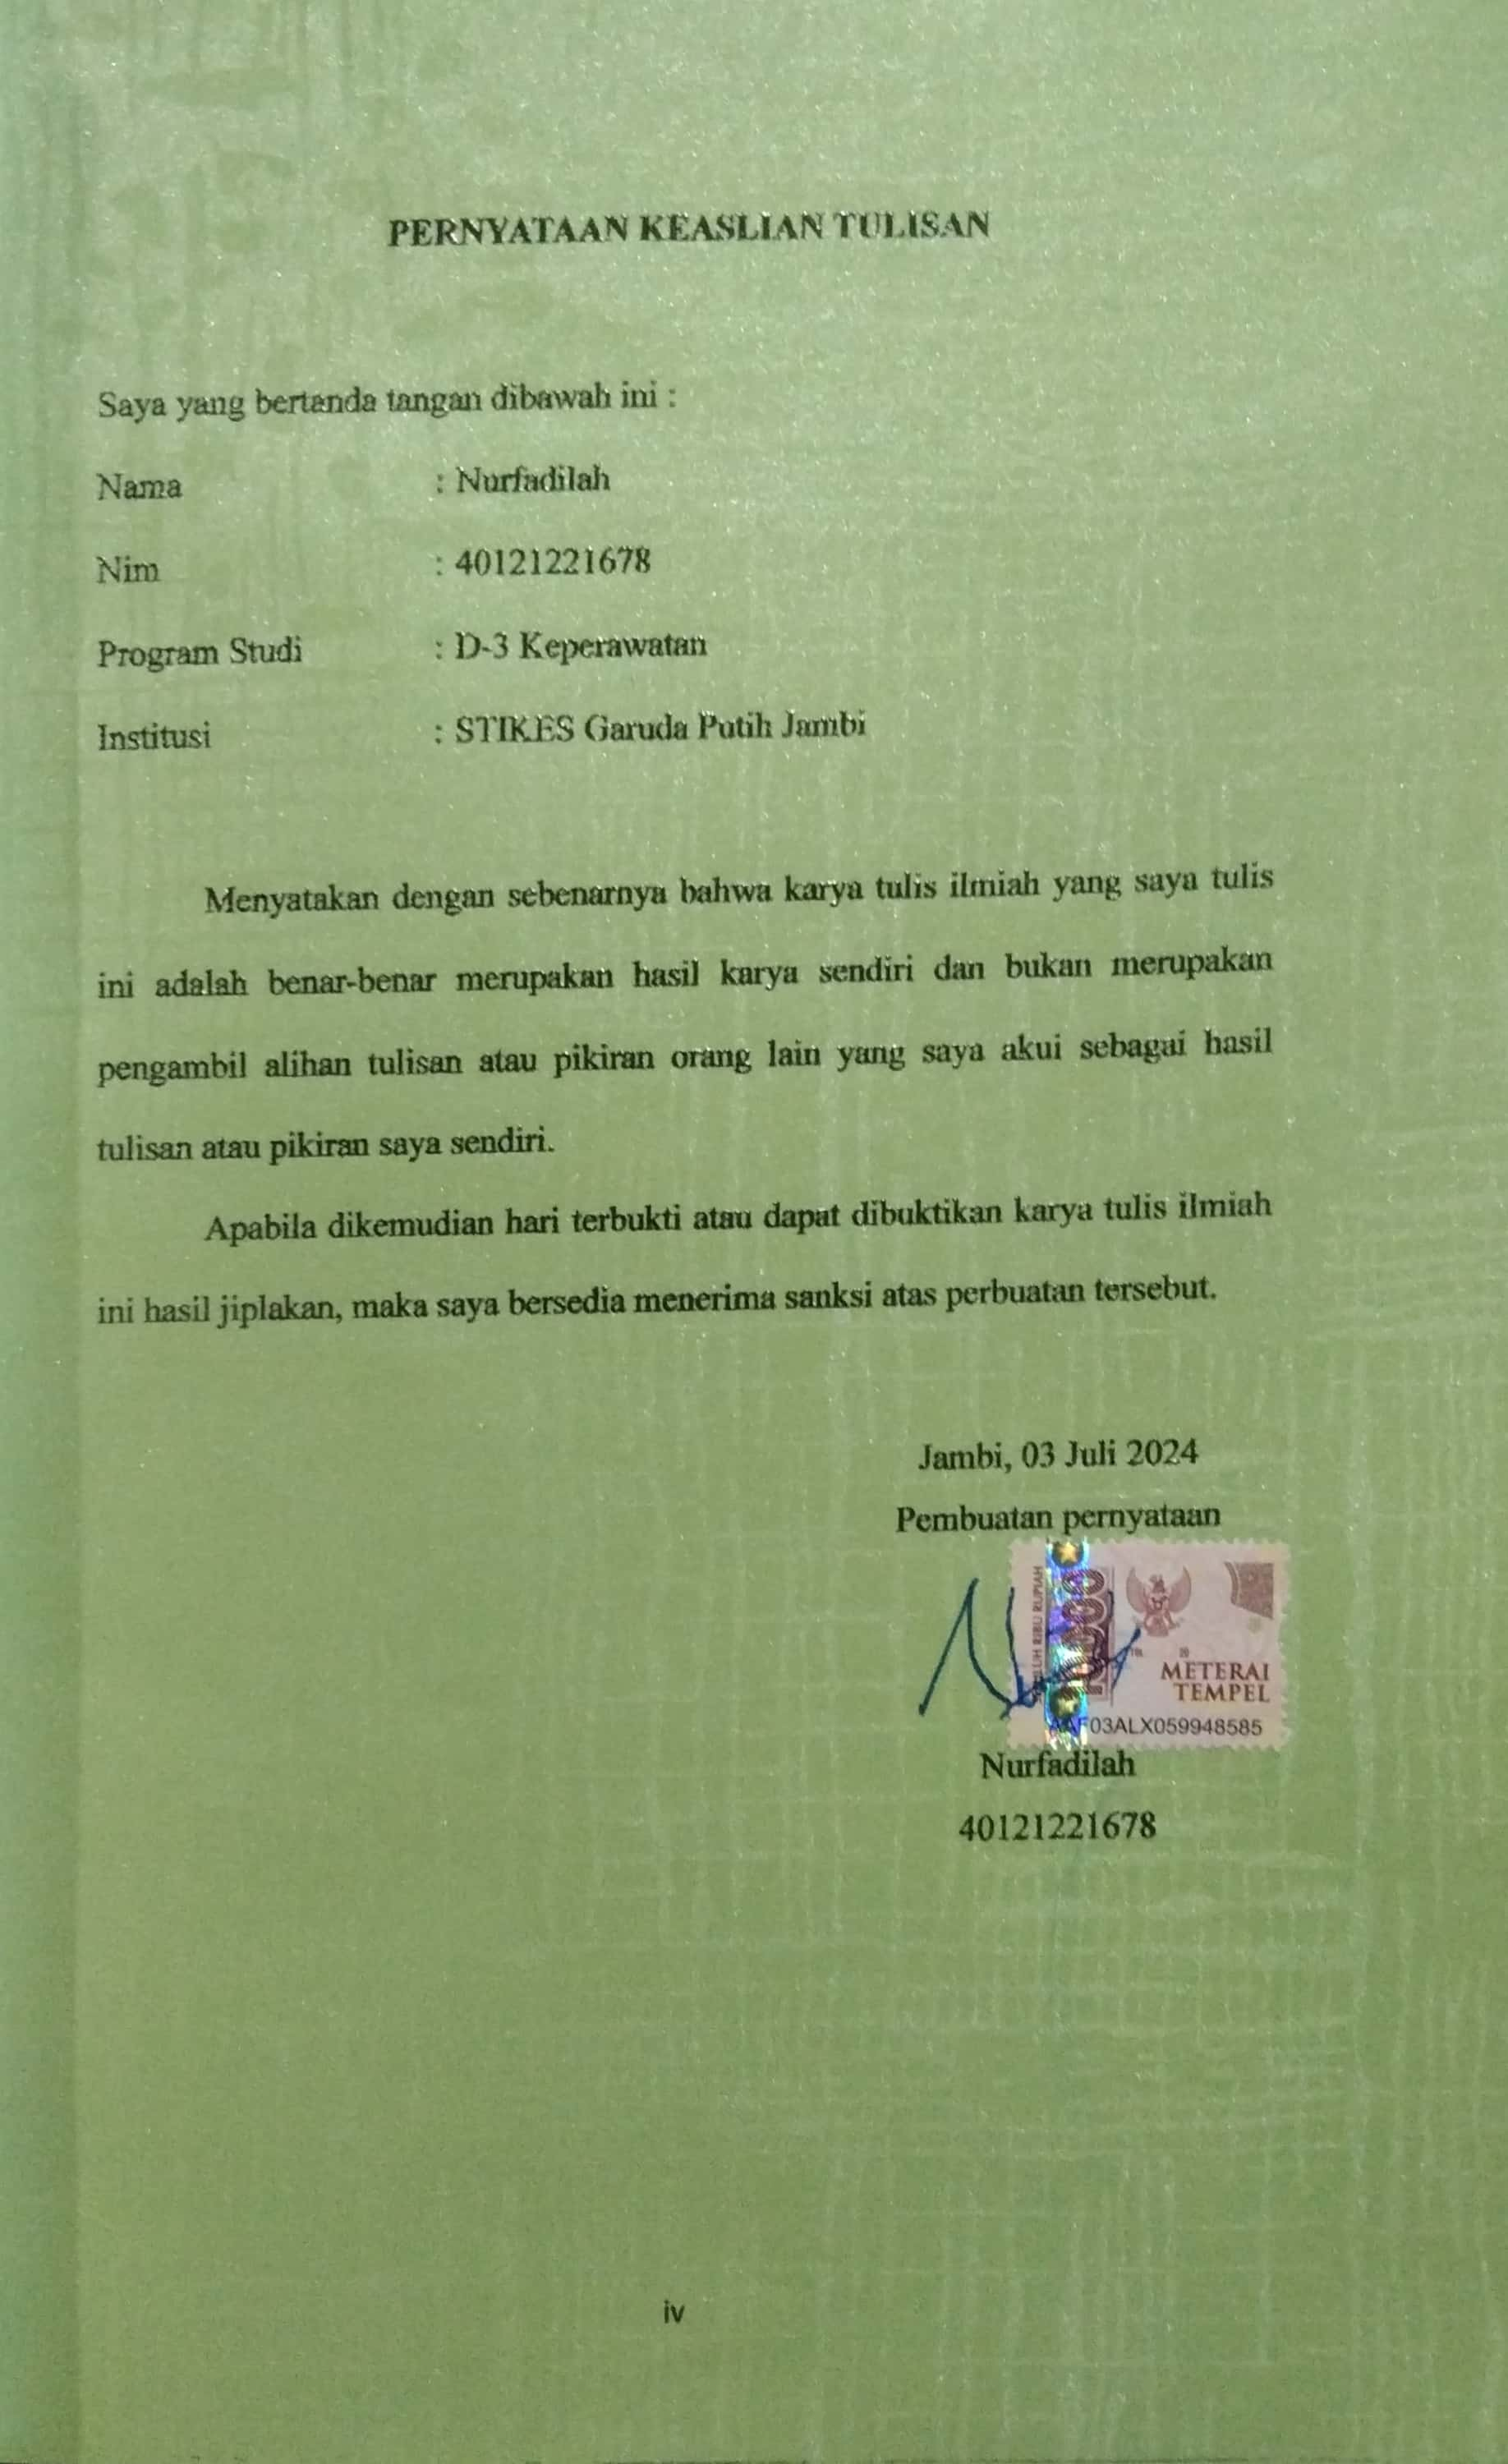 PERNYATAAN KEASLIAN TULISAN
Saya yang bertanda tangan dibawah ini :
Nama : Nurfadilah
Nim : 40121221678
Program Studi : D-3 Keperawatan
Institusi : STIKES Garuda Putih Jambi
Menyatakan dengan sebenarnya bahwa karya tulis ilmiah yang saya tulis
ini adalah benar-benar merupakan hasil karya sendiri dan bukan merupakan
pengambil alihan tulisan atau pikiran orang lain yang saya akui sebagai hasil
tulisan atau pikiran saya sendiri.
Apabila dikemudian hari terbukti atau dapat dibuktikan karya tulis ilmiah
ini hasil jiplakan, maka saya bersedia menerima sanksi atas perbuatan tersebut.
Jambi, 03 Juli 2024
Pembuatan pernyataan
RIBU RUPIAH
METERAI
TEMPEL
AAF03ALX059948585
Nurfadilah
40121221678
iv